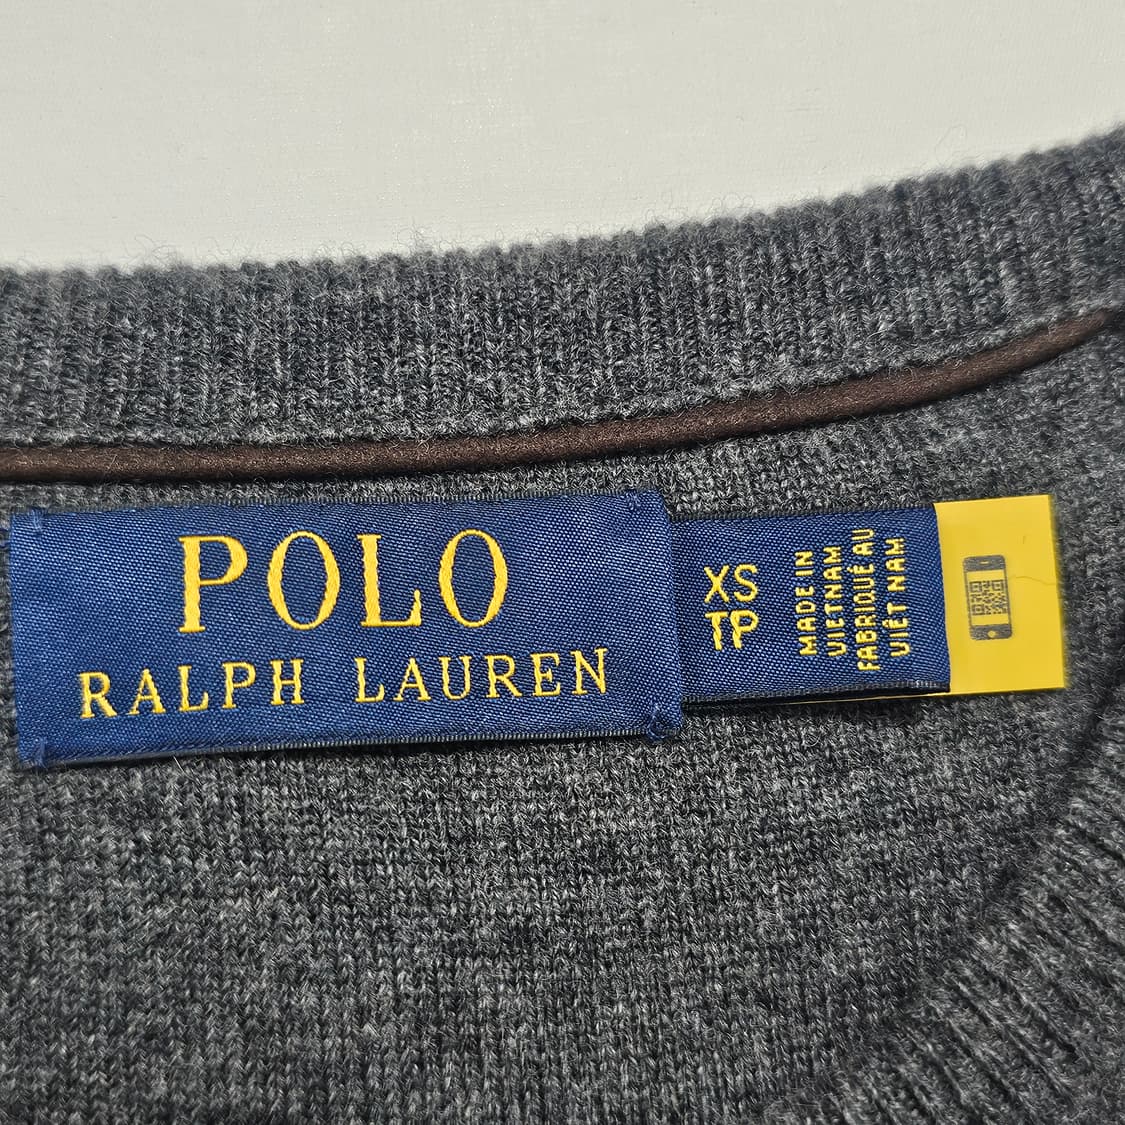 POLO
RALPH LAUREN
XS
TP
MADE IN
VIETNAM
FABRIQUÉ AU
VIÊT NAM